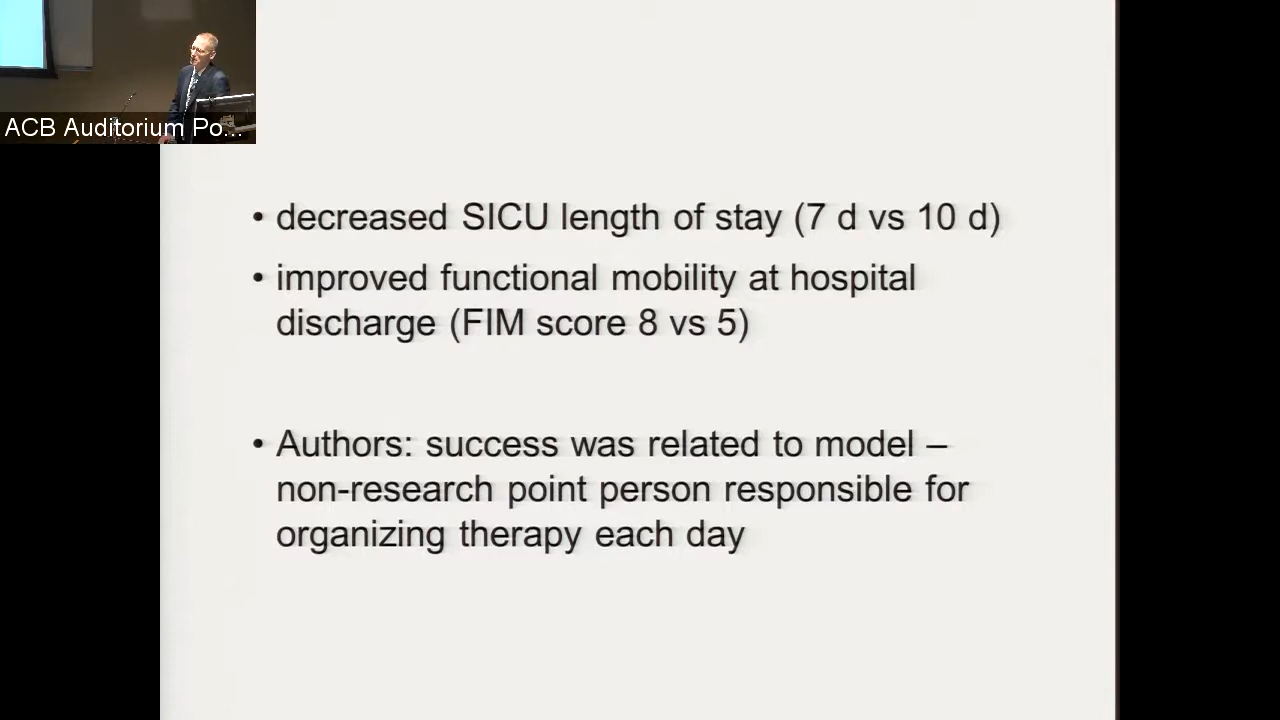 ACB Auditorium Po...
• decreased SICU length of stay (7 d vs 10 d)
• improved functional mobility at hospital
discharge (FIM score 8 vs 5)
• Authors: success was related to model –
non-research point person responsible for
organizing therapy each day